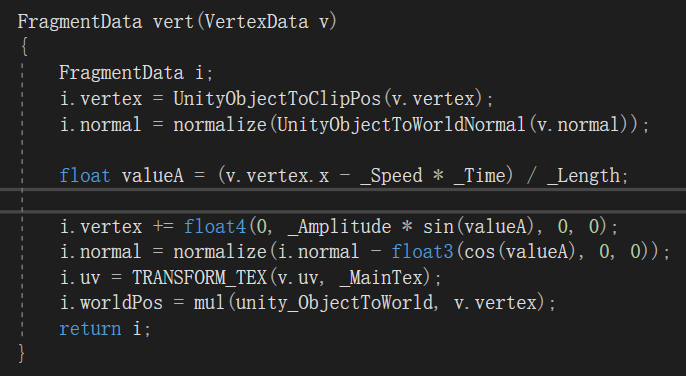 FragmentData vert(VertexData v)
{
FragmentData i;
i.vertex = UnityObjectToClipPos(v.vertex);
i.normal = normalize(UnityObjectToWorldNormal(v.normal));
float valueA = (v.vertex.x - _Speed * _Time) / _Length;
i.vertex += float4(0, _Amplitude * sin(valueA), 0, 0);
i.normal = normalize(i.normal - float3(cos(valueA), 0, 0));
i.uv = TRANSFORM_TEX(v.uv, _MainTex);
i.worldPos = mul(unity_ObjectToWorld, v.vertex);
return i;
}